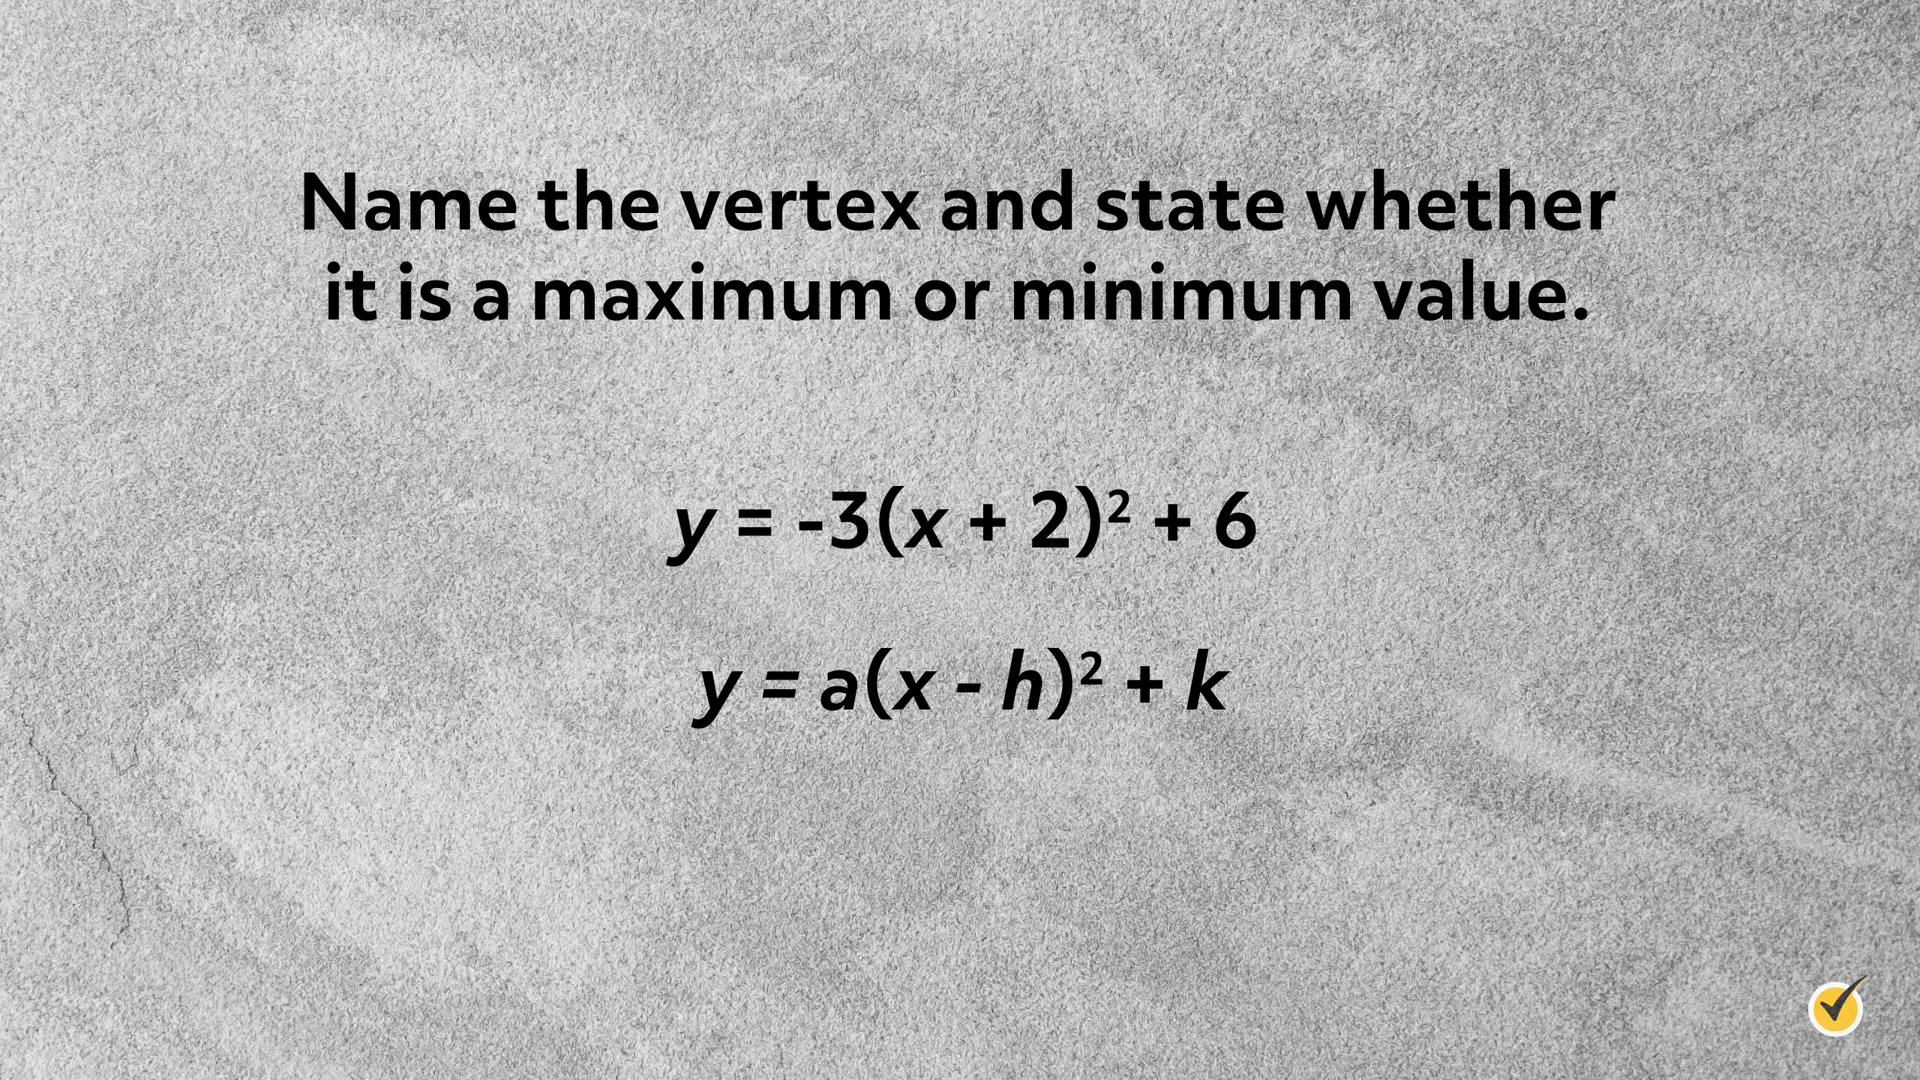 Name the vertex and state whether
it is a maximum or minimum value.
y = -3(x + 2)² + 6
y = a(x - h)² + k